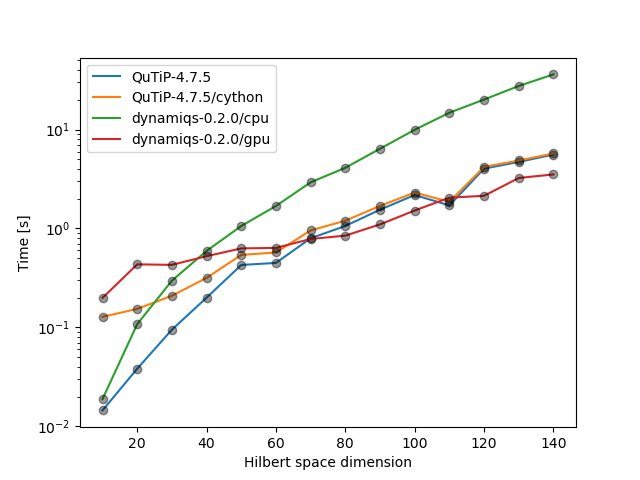 QuTiP-4.7.5
QuTiP-4.7.5/cython
dynamiqs-0.2.0/cpu
dynamiqs-0.2.0/gpu
Time [s]
10¹
10⁰
10⁻¹
10⁻²
20 40 60 80 100 120 140
Hilbert space dimension